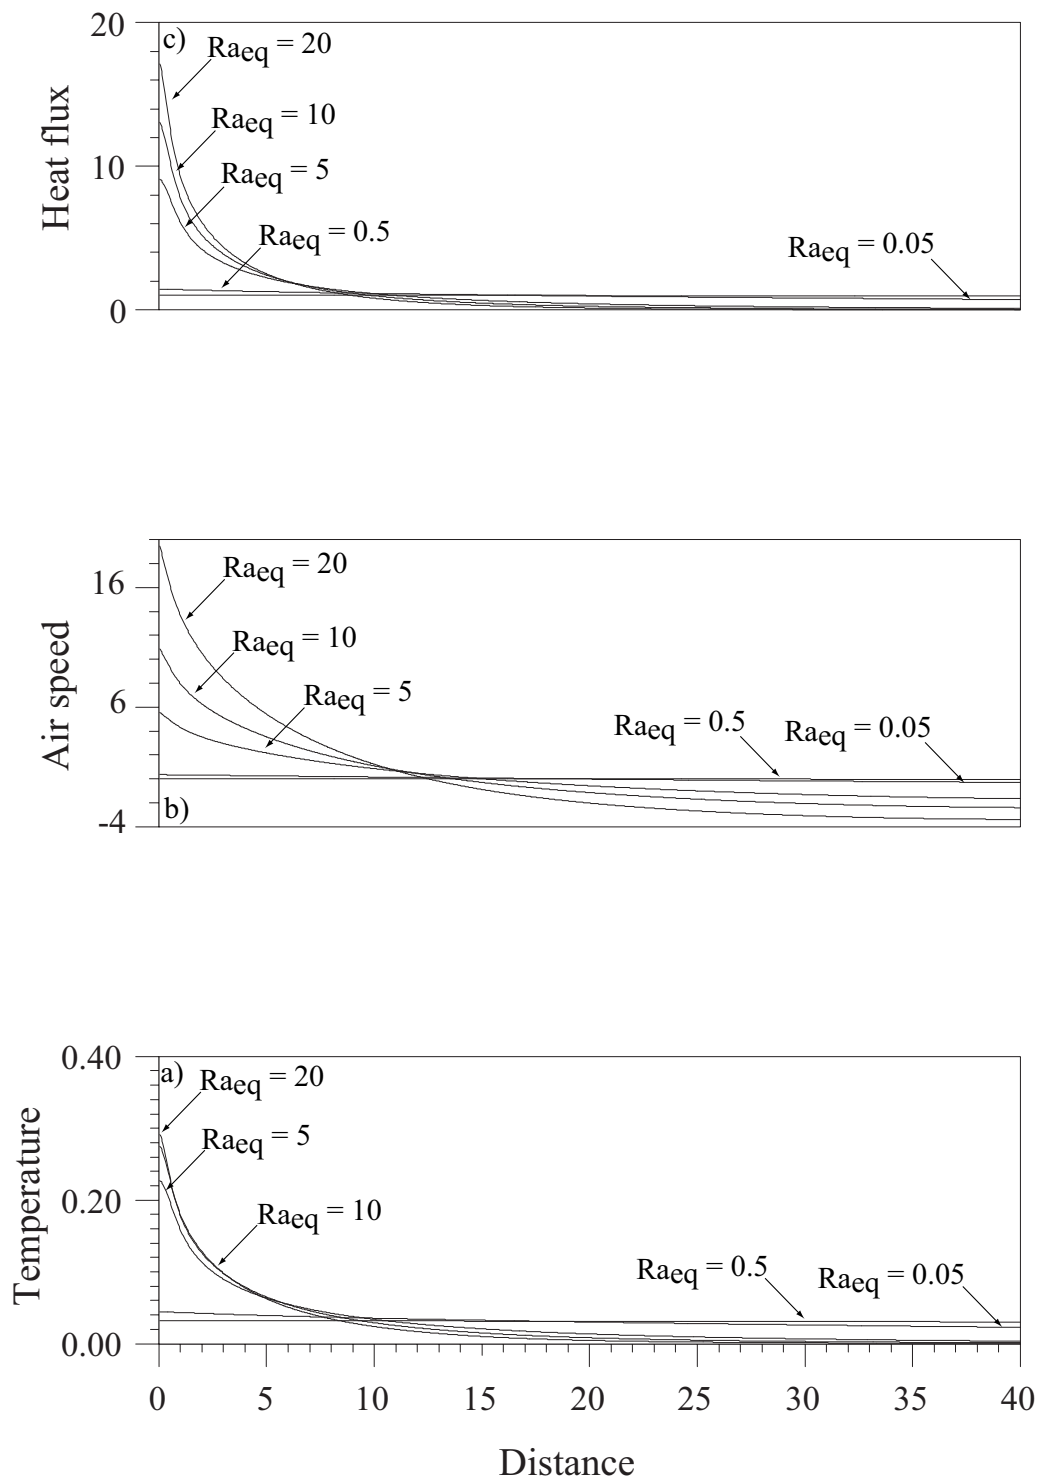 20
c)
Raeq = 20
Raeq = 10
Raeq = 5
Raeq = 0.5
Raeq = 0.05
10
0
Heat flux
Raeq = 20
16
Raeq = 10
Raeq = 5
6
Raeq = 0.5
Raeq = 0.05
b)
-4
Air speed
0.40
a)
Raeq = 20
Raeq = 5
0.20
Raeq = 10
Raeq = 0.5
Raeq = 0.05
0.00
Temperature
0 5 10 15 20 25 30 35 40
Distance